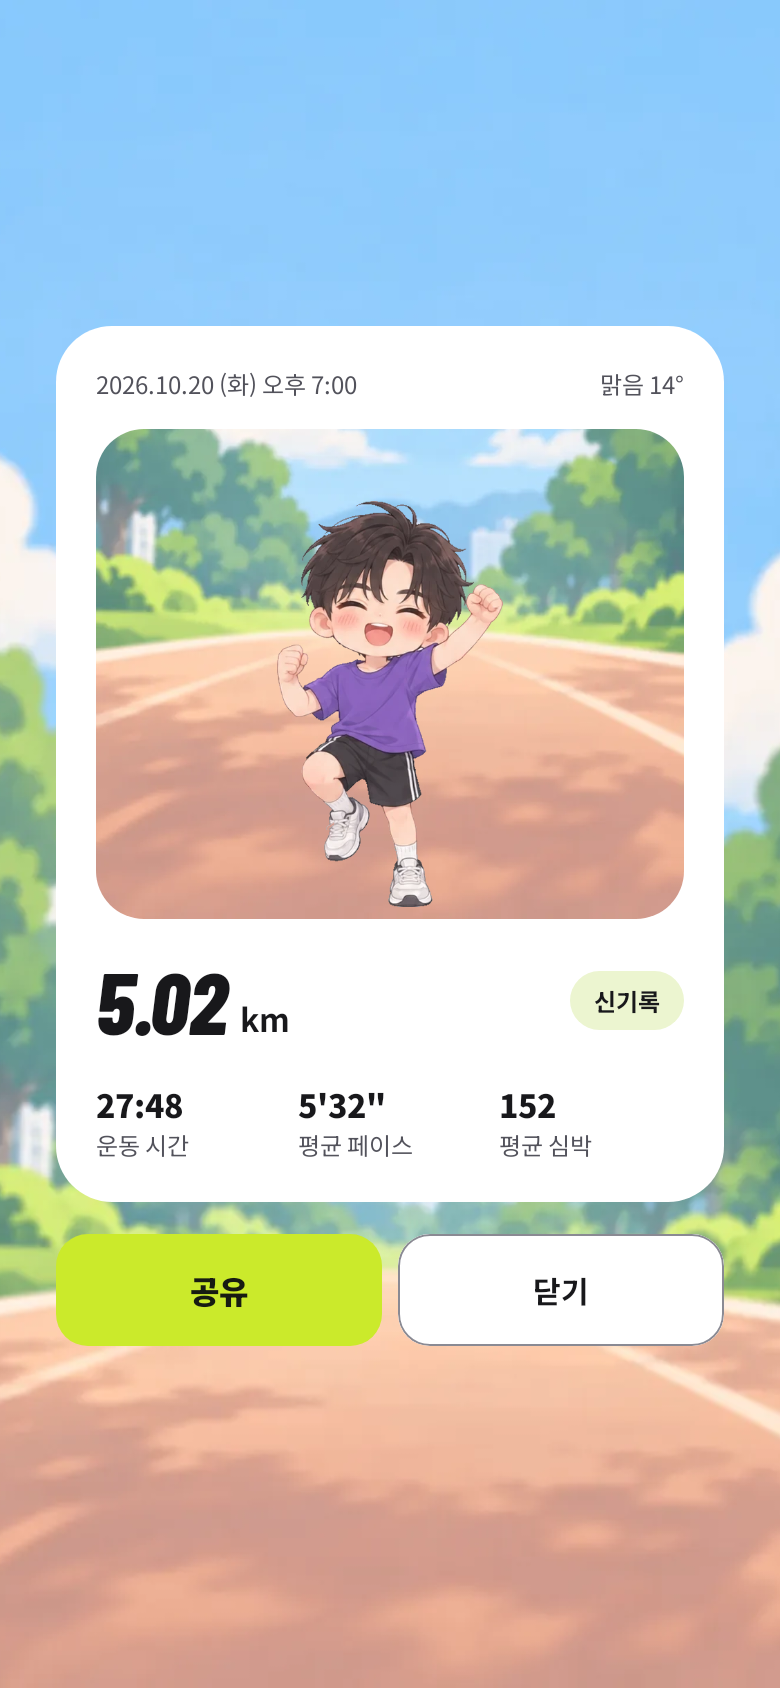 2026.10.20 (화) 오후 7:00
맑음 14°
5.02 km
신기록
27:48
운동 시간
5'32"
평균 페이스
152
평균 심박
공유
닫기